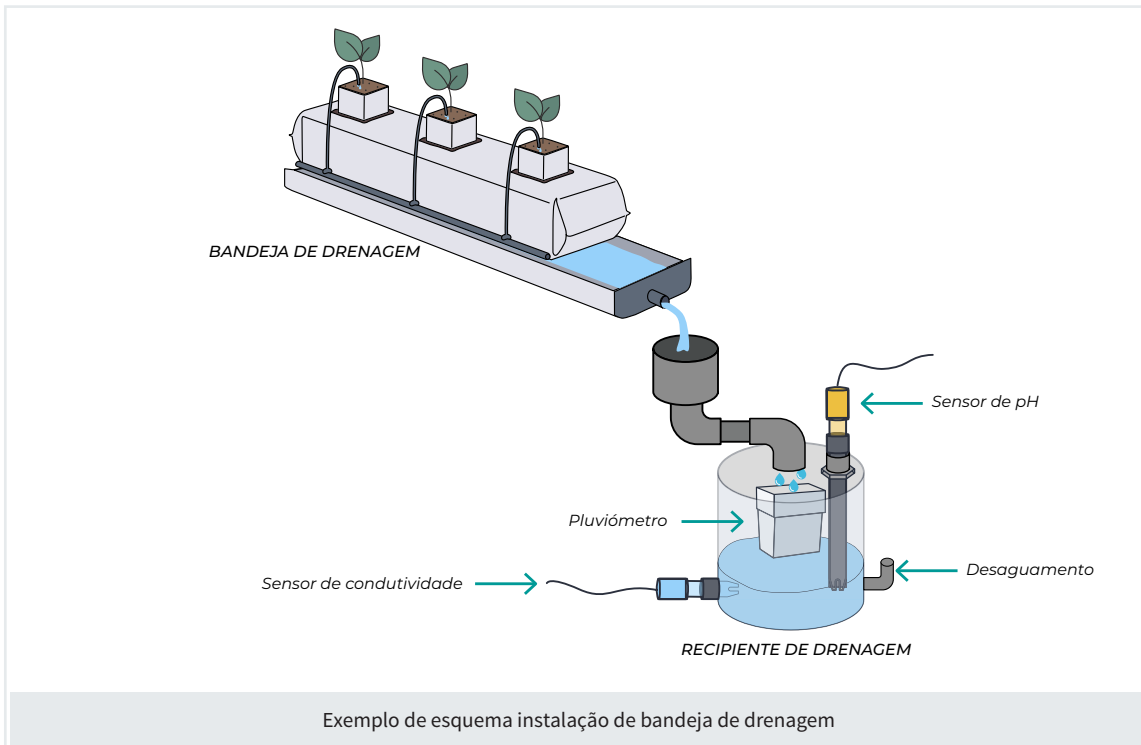 BANDEJA DE DRENAGEM
Sensor de pH
Pluviómetro
Desaguamento
Sensor de condutividade
RECIPIENTE DE DRENAGEM
Exemplo de esquema instalação de bandeja de drenagem